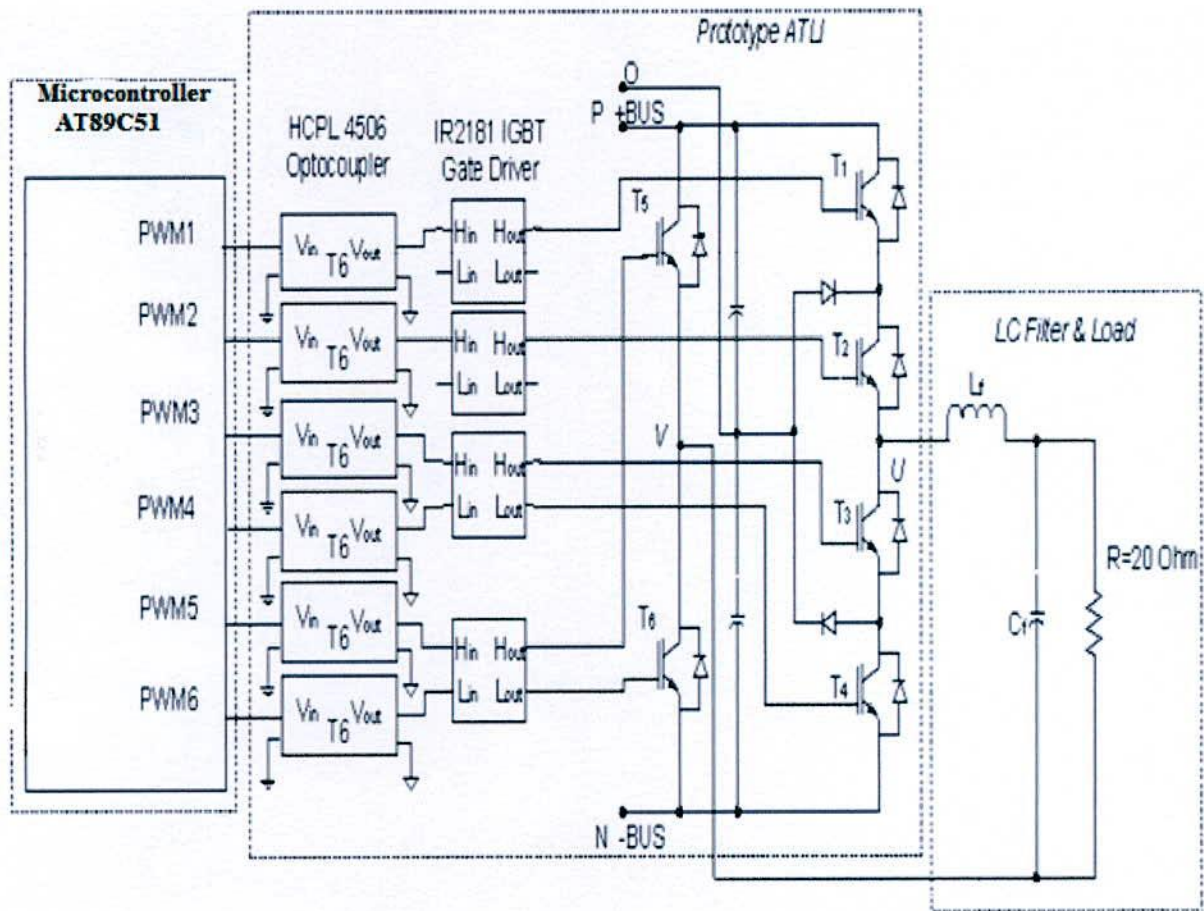 Prototype ATLI
Microcontroller
AT89C51
HCPL 4506
Optocoupler
IR2181 IGBT
Gate Driver
O
P +BUS
PWM1
PWM2
PWM3
PWM4
PWM5
PWM6
Vin Vout
T6
Vin Vout
T6
Vin Vout
T6
Vin Vout
T6
Vin Vout
T6
Vin Vout
T6
Hin Hout
Lin Lout
Hin Hout
Lin Lout
Hin Hout
Lin Lout
Hin Hout
Lin Lout
T5
T6
V
N -BUS
T1
T2
U
T3
T4
LC Filter & Load
Lf
Cf
R=20 Ohm